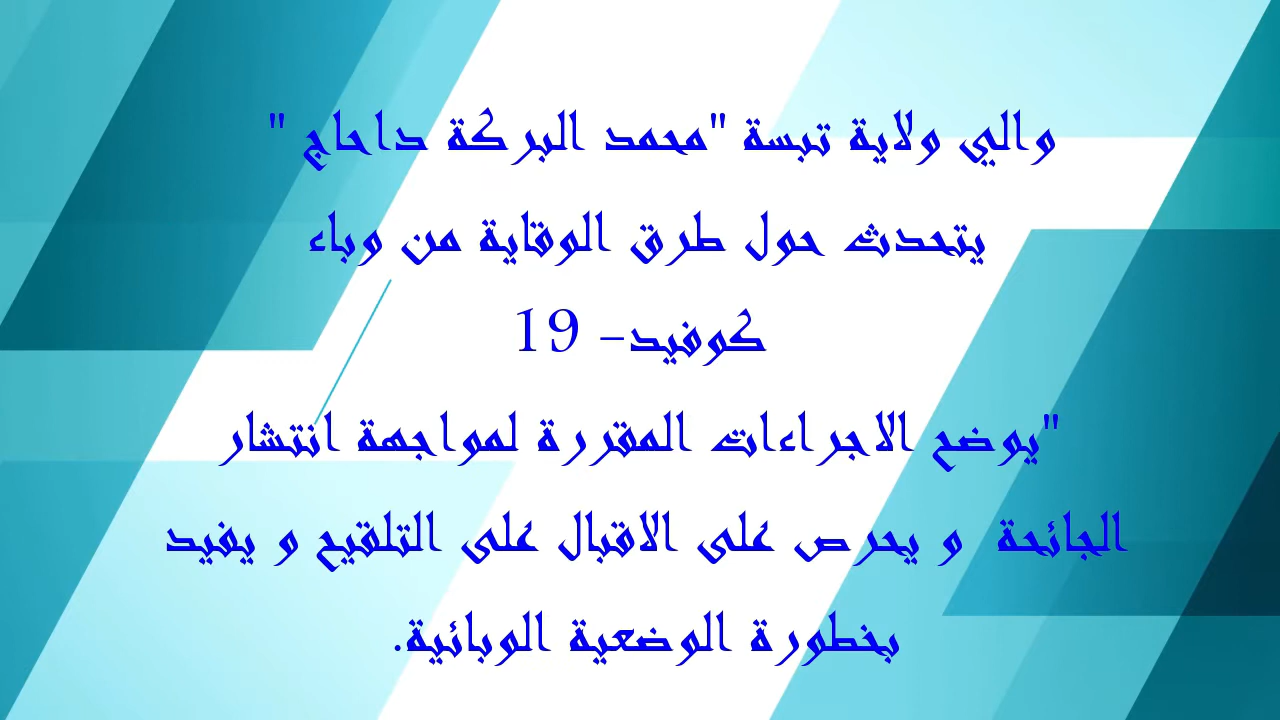 والي ولاية تبسة "محمد البركة داحاج "
يتحدث حول طرق الوقاية من وباء
كوفيد- 19
"يوضح الاجراءات المقررة لمواجهة انتشار
الجائحة و يحرص على الاقبال على التلقيح و يفيد
بخطورة الوضعية الوبائية.